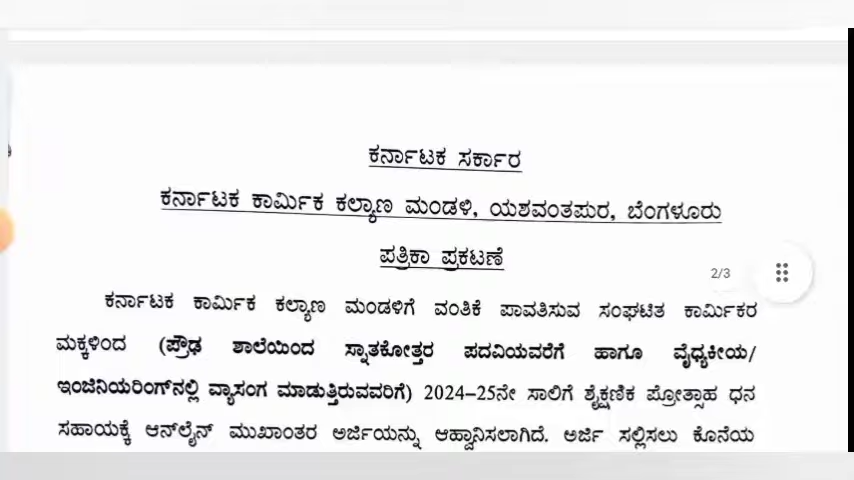 ಕರ್ನಾಟಕ ಸರ್ಕಾರ
ಕರ್ನಾಟಕ ಕಾರ್ಮಿಕ ಕಲ್ಯಾಣ ಮಂಡಳಿ, ಯಶವಂತಪುರ, ಬೆಂಗಳೂರು
ಪತ್ರಿಕಾ ಪ್ರಕಟಣೆ
2/3
ಕರ್ನಾಟಕ ಕಾರ್ಮಿಕ ಕಲ್ಯಾಣ ಮಂಡಳಿಗೆ ವಂತಿಕೆ ಪಾವತಿಸುವ ಸಂಘಟಿತ ಕಾರ್ಮಿಕರ
ಮಕ್ಕಳಿಂದ (ಪ್ರೌಢ ಶಾಲೆಯಿಂದ ಸ್ನಾತಕೋತ್ತರ ಪದವಿಯವರೆಗೆ ಹಾಗೂ ವೈಧ್ಯಕೀಯ/
ಇಂಜಿನಿಯರಿಂಗ್‌ನಲ್ಲಿ ವ್ಯಾಸಂಗ ಮಾಡುತ್ತಿರುವವರಿಗೆ) 2024–25ನೇ ಸಾಲಿಗೆ ಶೈಕ್ಷಣಿಕ ಪ್ರೋತ್ಸಾಹ ಧನ
ಸಹಾಯಕ್ಕೆ ಆನ್‌ಲೈನ್ ಮುಖಾಂತರ ಅರ್ಜಿಯನ್ನು ಆಹ್ವಾನಿಸಲಾಗಿದೆ. ಅರ್ಜಿ ಸಲ್ಲಿಸಲು ಕೊನೆಯ